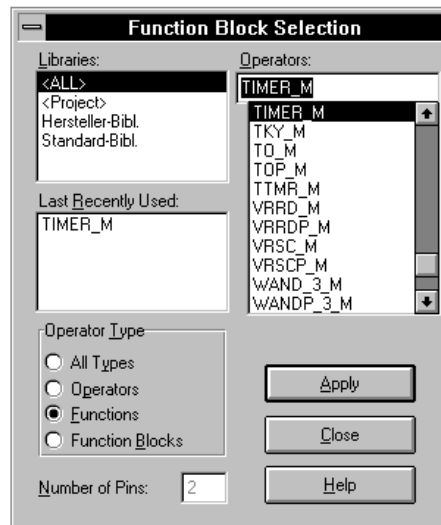 Function Block Selection
Libraries:
<ALL>
<Project>
Hersteller-Bibl.
Standard-Bibl.
Last Recently Used:
TIMER_M
Operator Type
All Types
Operators
Functions
Function Blocks
Number of Pins: 2
Operators:
TIMER_M
TIMER_M
TKY_M
TO_M
TOP_M
TTMR_M
VRRD_M
VRRDP_M
VRSC_M
VRSCP_M
WAND_3_M
WANDP_3_M
Apply
Close
Help